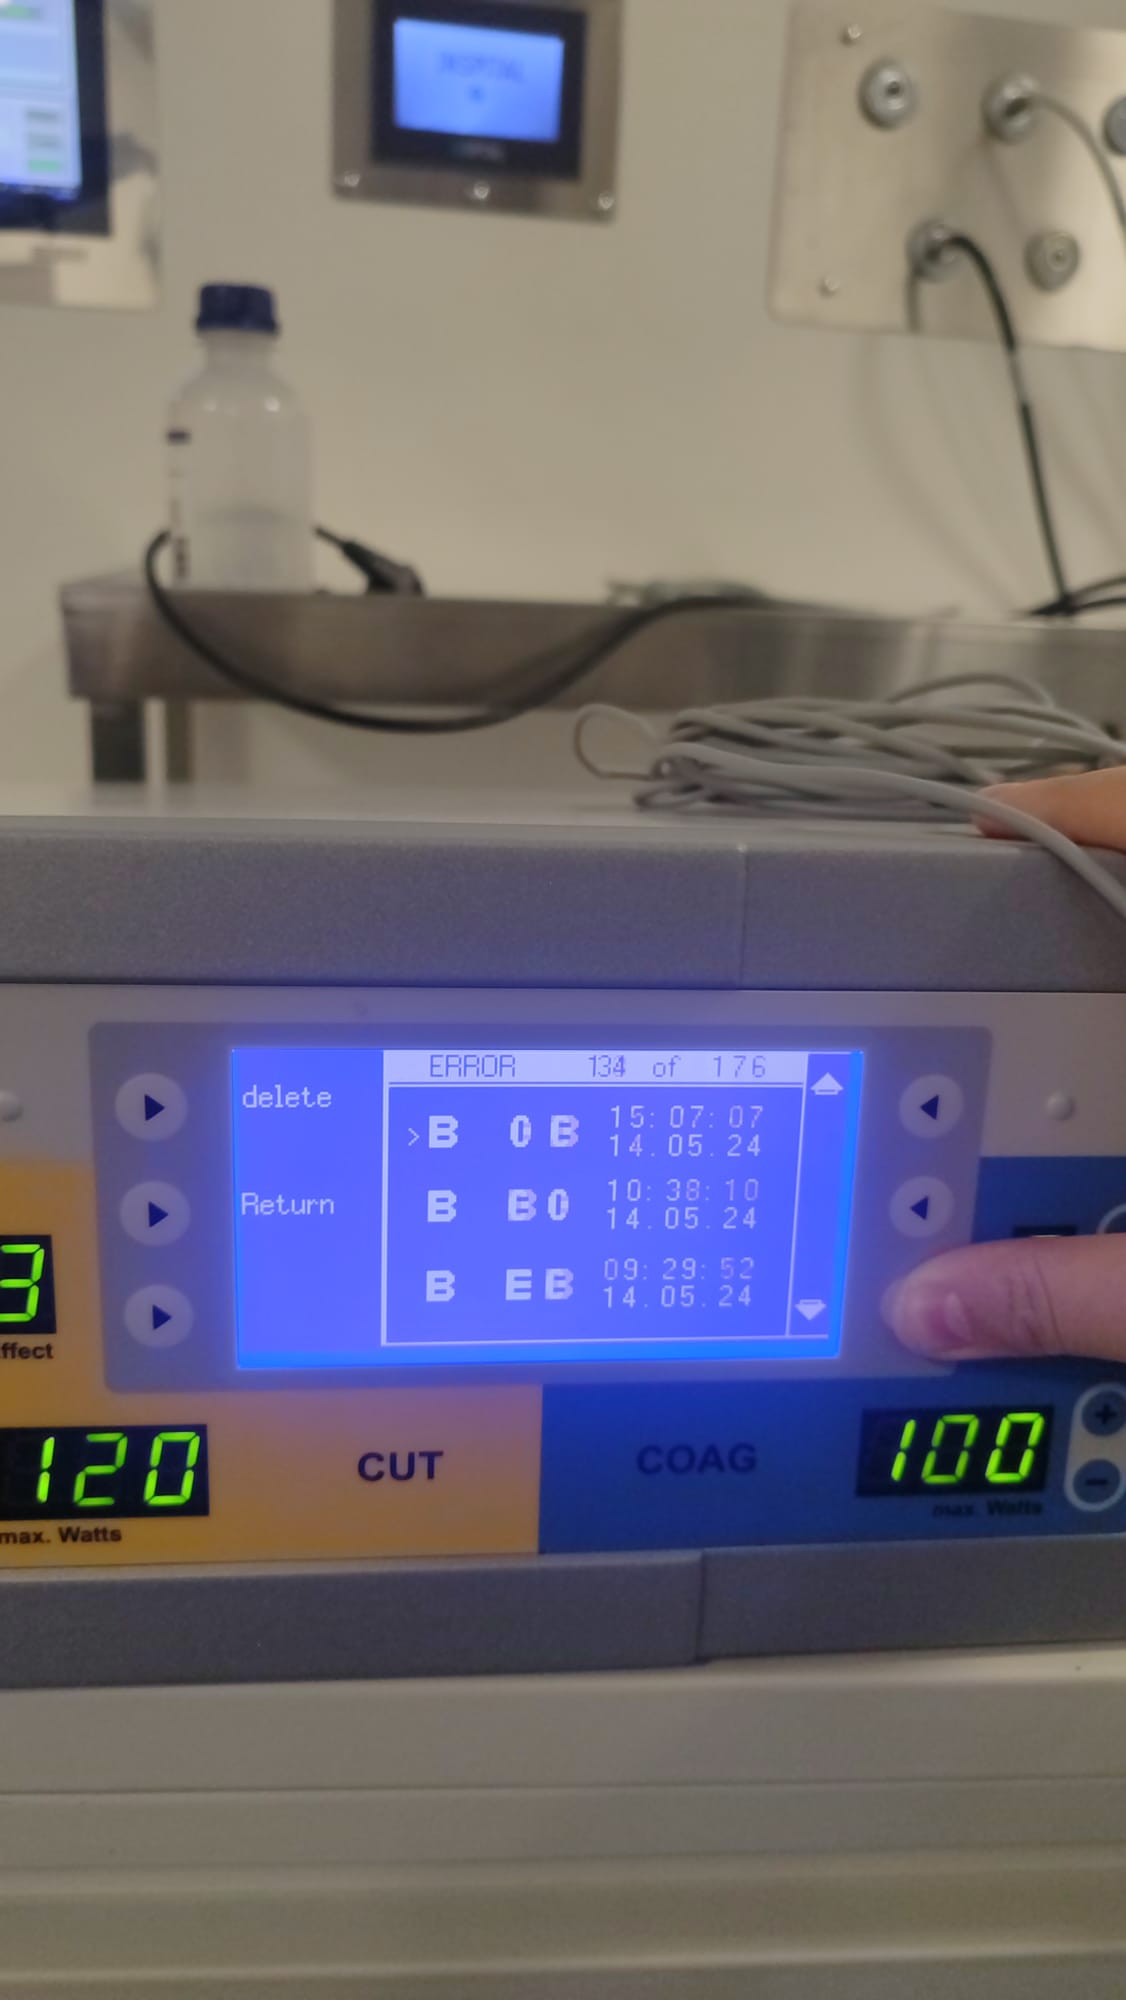 delete
Return
ERROR 134 of 176
>B 0B 15:07:07
14.05.24
B B0 10:38:10
14.05.24
B EB 09:29:52
14.05.24
3
ffect
120
max. Watts
CUT
COAG
100
max. Watts
+
-